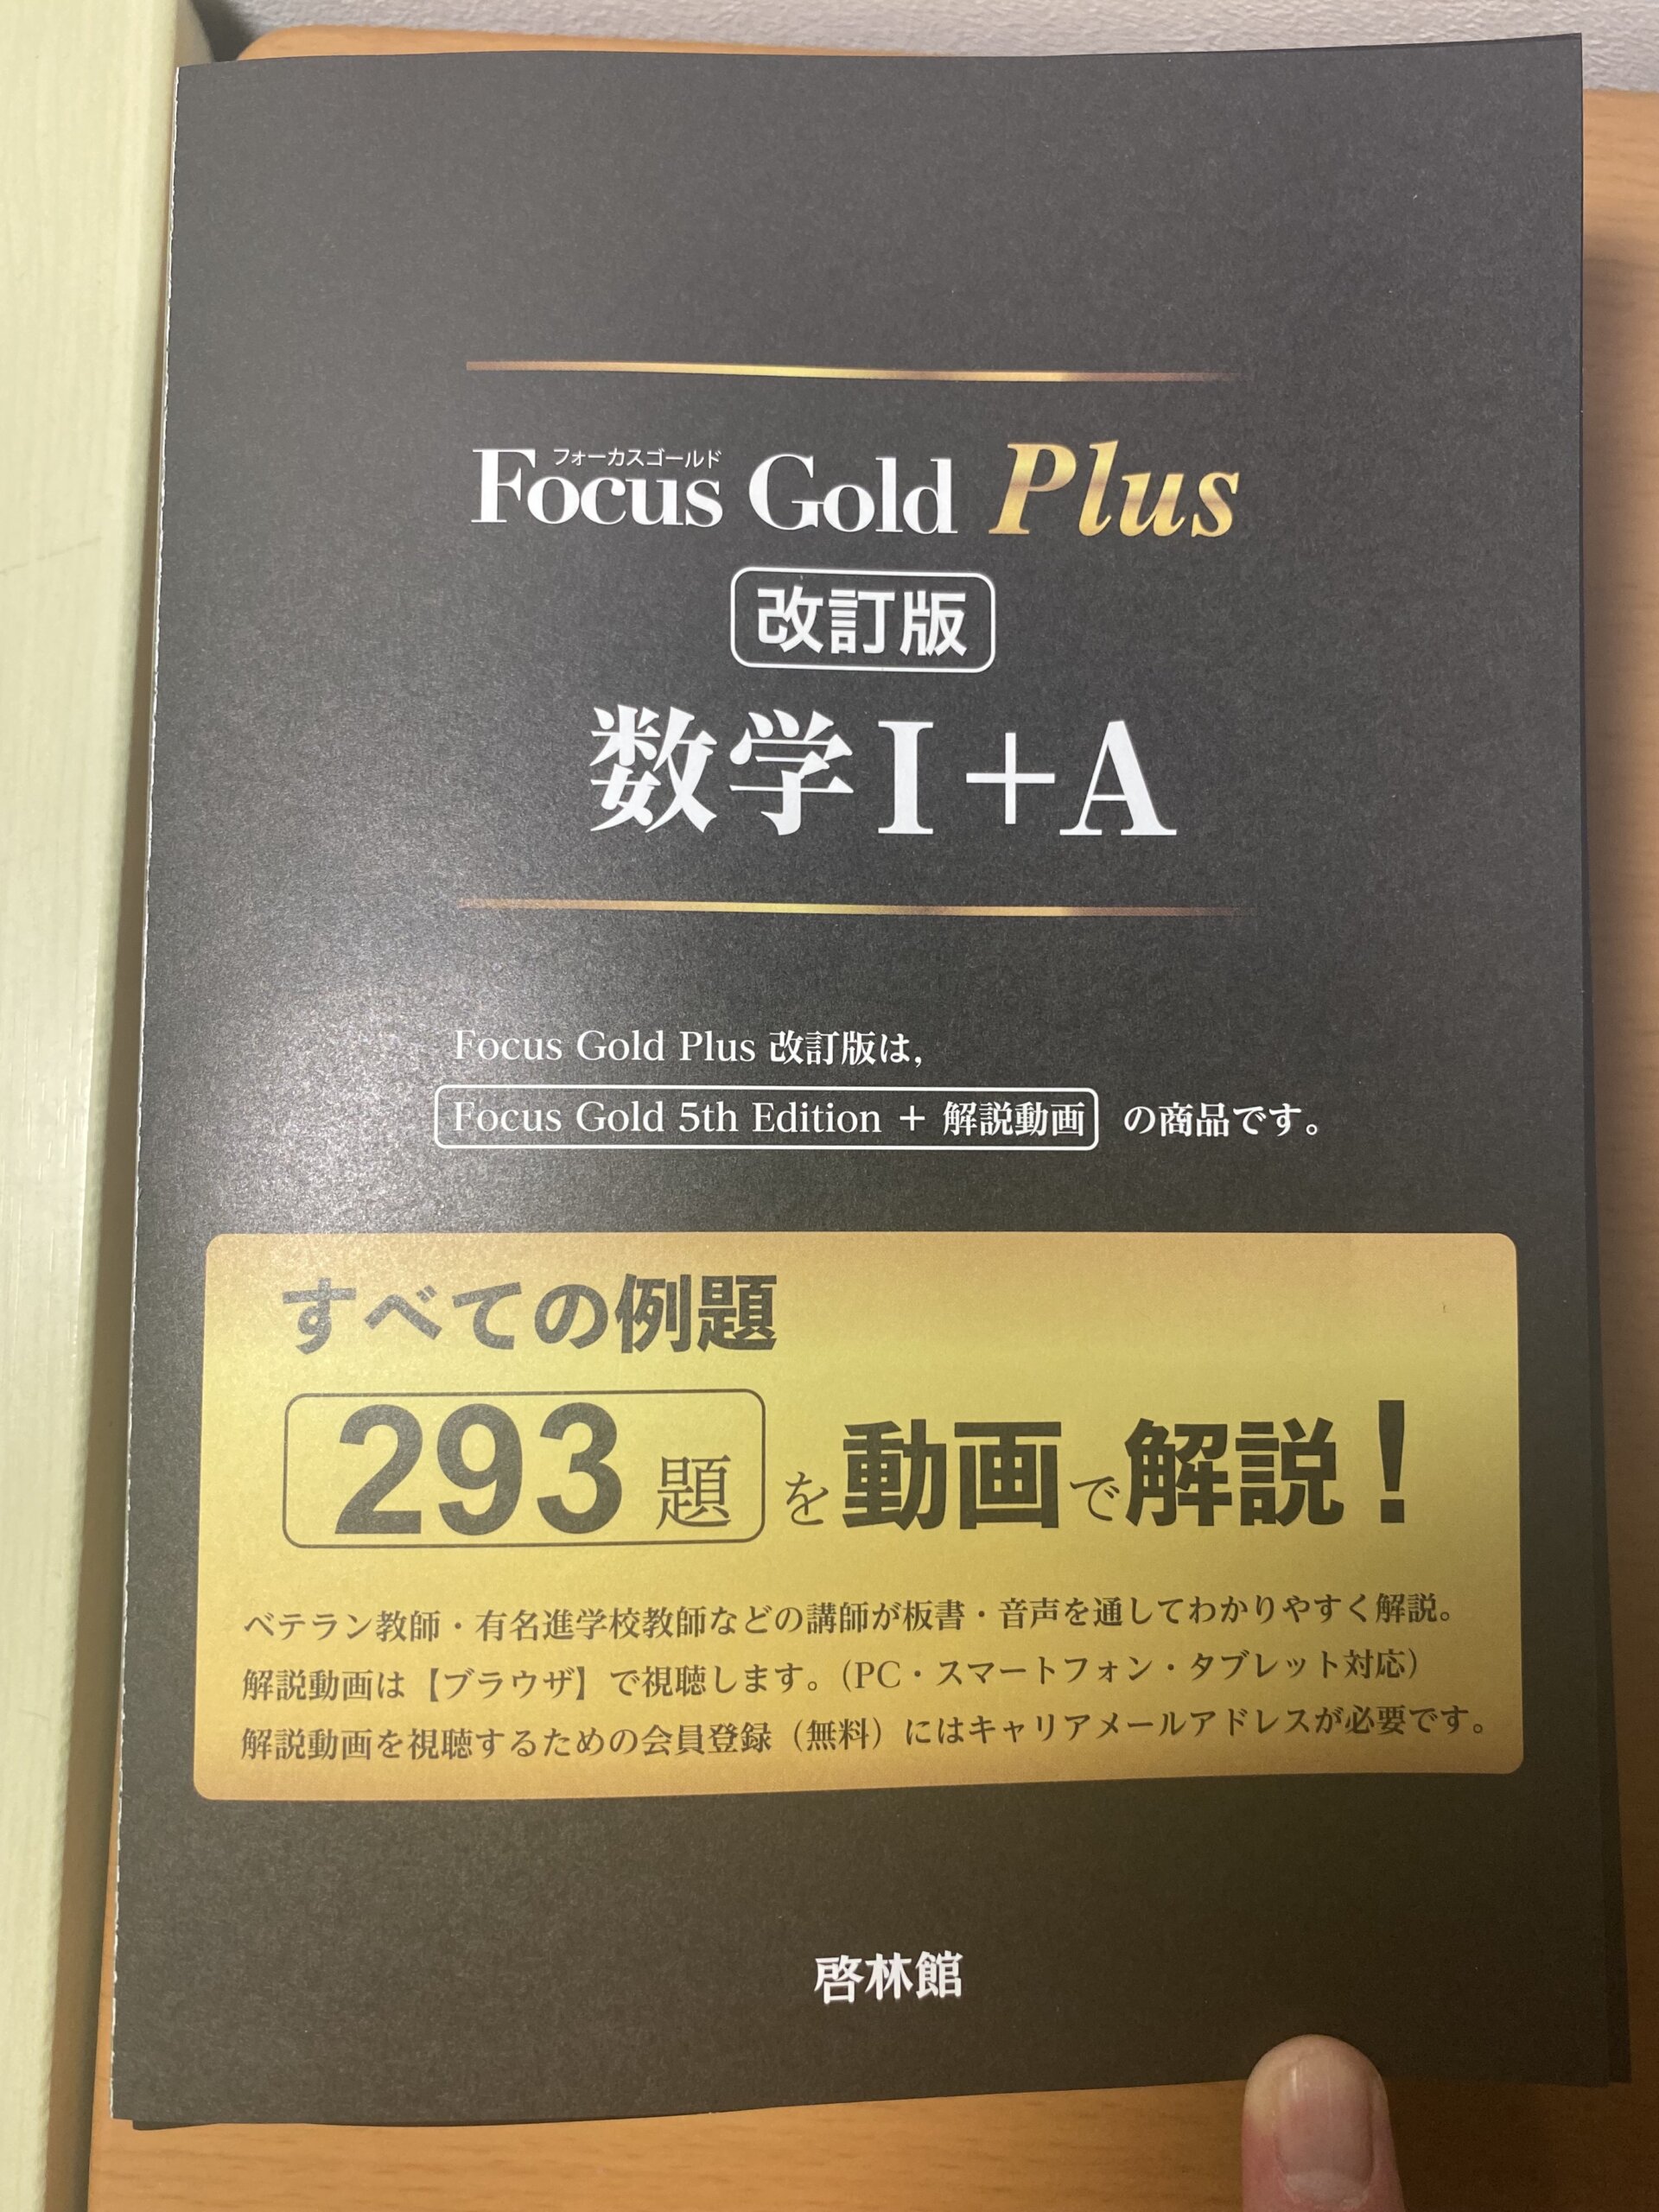 フォーカスゴールド
Focus Gold Plus
改訂版
数学Ⅰ+A
Focus Gold Plus 改訂版は,
Focus Gold 5th Edition + 解説動画 の商品です。
すべての例題
293題を動画で解説!
ベテラン教師・有名進学校教師などの講師が板書・音声を通してわかりやすく解説。
解説動画は【ブラウザ】で視聴します。(PC・スマートフォン・タブレット対応)
解説動画を視聴するための会員登録(無料)にはキャリアメールアドレスが必要です。
啓林館